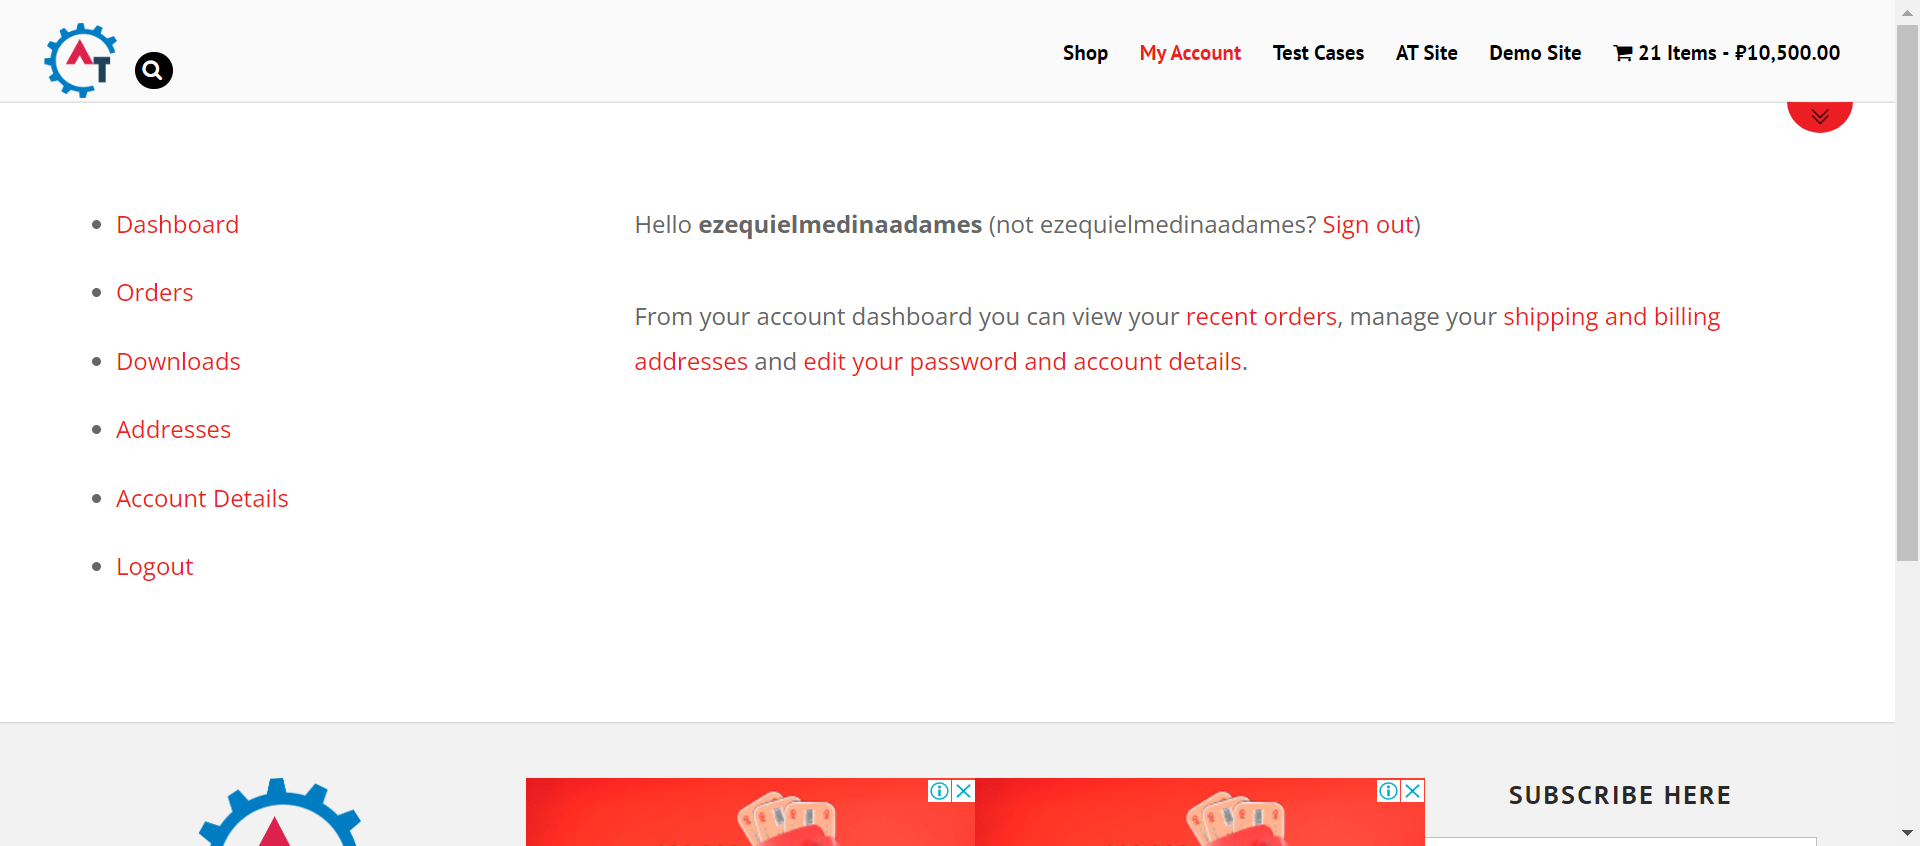 AT
Shop
My Account
Test Cases
AT Site
Demo Site
21 Items - ₽10,500.00
Dashboard
Orders
Downloads
Addresses
Account Details
Logout
Hello ezequielmedinaadames (not ezequielmedinaadames? Sign out)
From your account dashboard you can view your recent orders, manage your shipping and billing
addresses and edit your password and account details.
SUBSCRIBE HERE